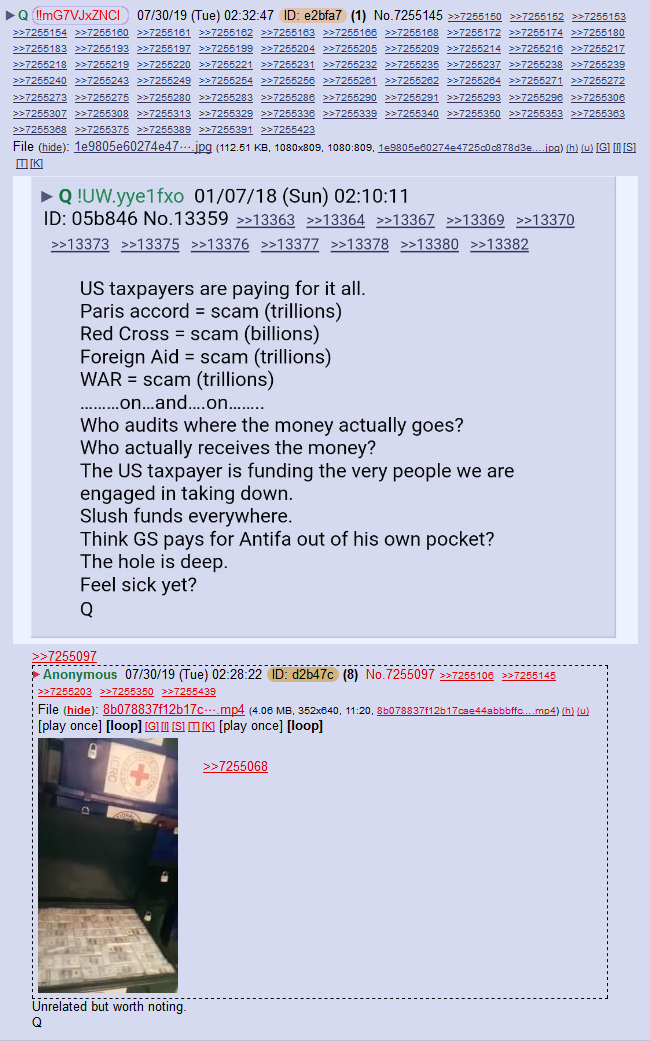 ▶ Q !!mG7VJxZNCI 07/30/19 (Tue) 02:32:47 ID: e2bfa7 (1) No.7255145 >>7255150 >>7255152 >>7255153
>>7255154 >>7255160 >>7255161 >>7255162 >>7255163 >>7255166 >>7255168 >>7255172 >>7255174 >>7255180
>>7255183 >>7255193 >>7255197 >>7255199 >>7255204 >>7255205 >>7255209 >>7255214 >>7255216 >>7255217
>>7255218 >>7255219 >>7255220 >>7255221 >>7255231 >>7255232 >>7255235 >>7255237 >>7255238 >>7255239
>>7255240 >>7255243 >>7255249 >>7255254 >>7255256 >>7255261 >>7255262 >>7255264 >>7255271 >>7255272
>>7255273 >>7255275 >>7255280 >>7255283 >>7255286 >>7255290 >>7255291 >>7255293 >>7255296 >>7255306
>>7255307 >>7255308 >>7255313 >>7255329 >>7255336 >>7255339 >>7255340 >>7255350 >>7255353 >>7255363
>>7255368 >>7255375 >>7255389 >>7255391 >>7255423
File (hide): 1e9805e60274e47⋯.jpg (112.51 KB, 1080x809, 1080:809, 1e9805e60274e4725c0c878d3e….jpg) (h) (u) [G] [I] [S]
[T] [K]
▶ Q !UW.yye1fxo 01/07/18 (Sun) 02:10:11
ID: 05b846 No.13359 >>13363 >>13364 >>13367 >>13369 >>13370
>>13373 >>13375 >>13376 >>13377 >>13378 >>13380 >>13382
US taxpayers are paying for it all.
Paris accord = scam (trillions)
Red Cross = scam (billions)
Foreign Aid = scam (trillions)
WAR = scam (trillions)
………on…and….on……..
Who audits where the money actually goes?
Who actually receives the money?
The US taxpayer is funding the very people we are
engaged in taking down.
Slush funds everywhere.
Think GS pays for Antifa out of his own pocket?
The hole is deep.
Feel sick yet?
Q
>>7255097
▶ Anonymous 07/30/19 (Tue) 02:28:22 ID: d2b47c (8) No.7255097 >>7255106 >>7255145
>>7255203 >>7255350 >>7255439
File (hide): 8b078837f12b17c⋯.mp4 (4.06 MB, 352x640, 11:20, 8b078837f12b17cae44abbbffc….mp4) (h) (u)
[play once] [loop] [G] [I] [S] [T] [K] [play once] [loop]
>>7255068
ICRC
Unrelated but worth noting.
Q